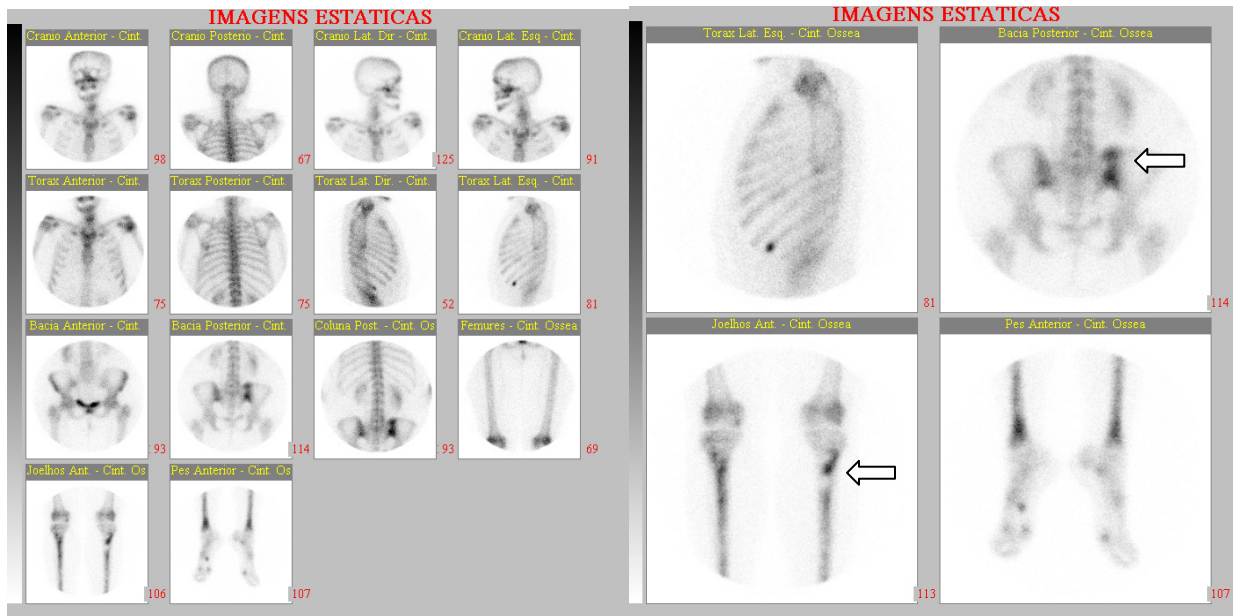 IMAGENS ESTATICAS
Cranio Anterior - Cint.
Cranio Posterio - Cint.
Cranio Lat. Dir - Cint.
Cranio Lat. Esq - Cint.
98
67
125
91
Torax Anterior - Cint.
Torax Posterior - Cint.
Torax Lat. Dir. - Cint.
Torax Lat. Esq. - Cint.
75
75
52
81
Bacia Anterior - Cint.
Bacia Posterior - Cint.
Coluna Post. - Cint. Os
Femures - Cint. Ossea
93
114
93
69
Joelhos Ant. - Cint. Os
Pes Anterior - Cint. Os
106
107
IMAGENS ESTATICAS
Torax Lat. Esq. - Cint. Ossea
Bacia Posterior - Cint. Ossea
81
114
Joelhos Ant. - Cint. Ossea
Pes Anterior - Cint. Ossea
113
107